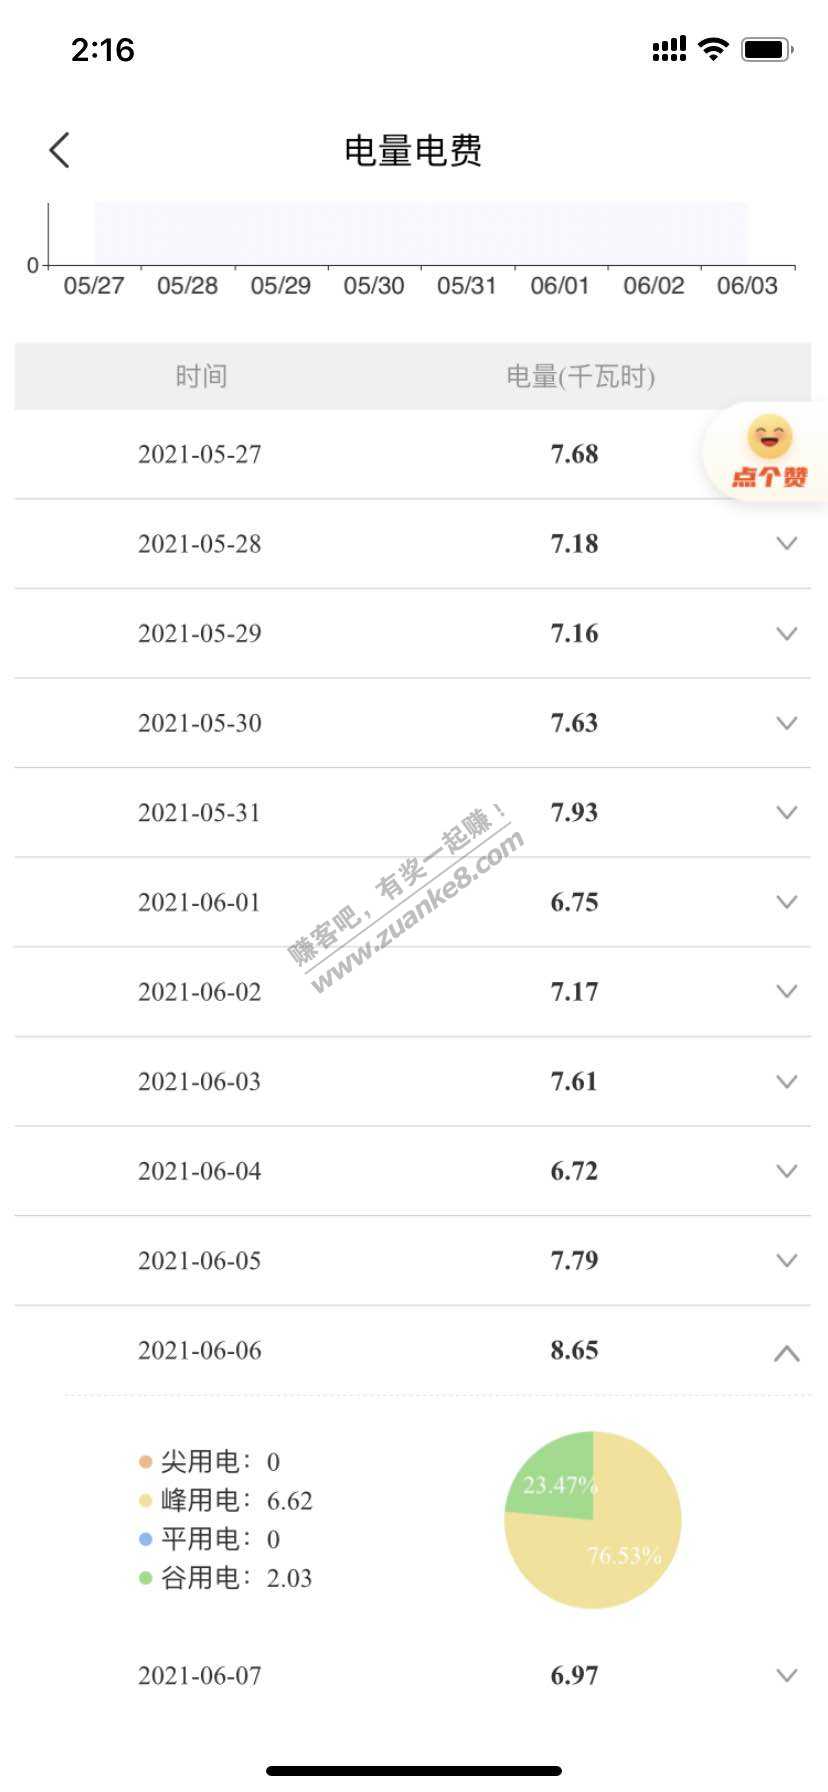 2:16
电量电费
0
05/27 05/28 05/29 05/30 05/31 06/01 06/02 06/03
时间 电量(千瓦时)
2021-05-27 7.68
点个赞
2021-05-28 7.18
2021-05-29 7.16
2021-05-30 7.63
2021-05-31 7.93
2021-06-01 6.75
赚客吧，有奖一起赚！
www.zuanke8.com
2021-06-02 7.17
2021-06-03 7.61
2021-06-04 6.72
2021-06-05 7.79
2021-06-06 8.65
尖用电：0
峰用电：6.62
平用电：0
谷用电：2.03
23.47%
76.53%
2021-06-07 6.97